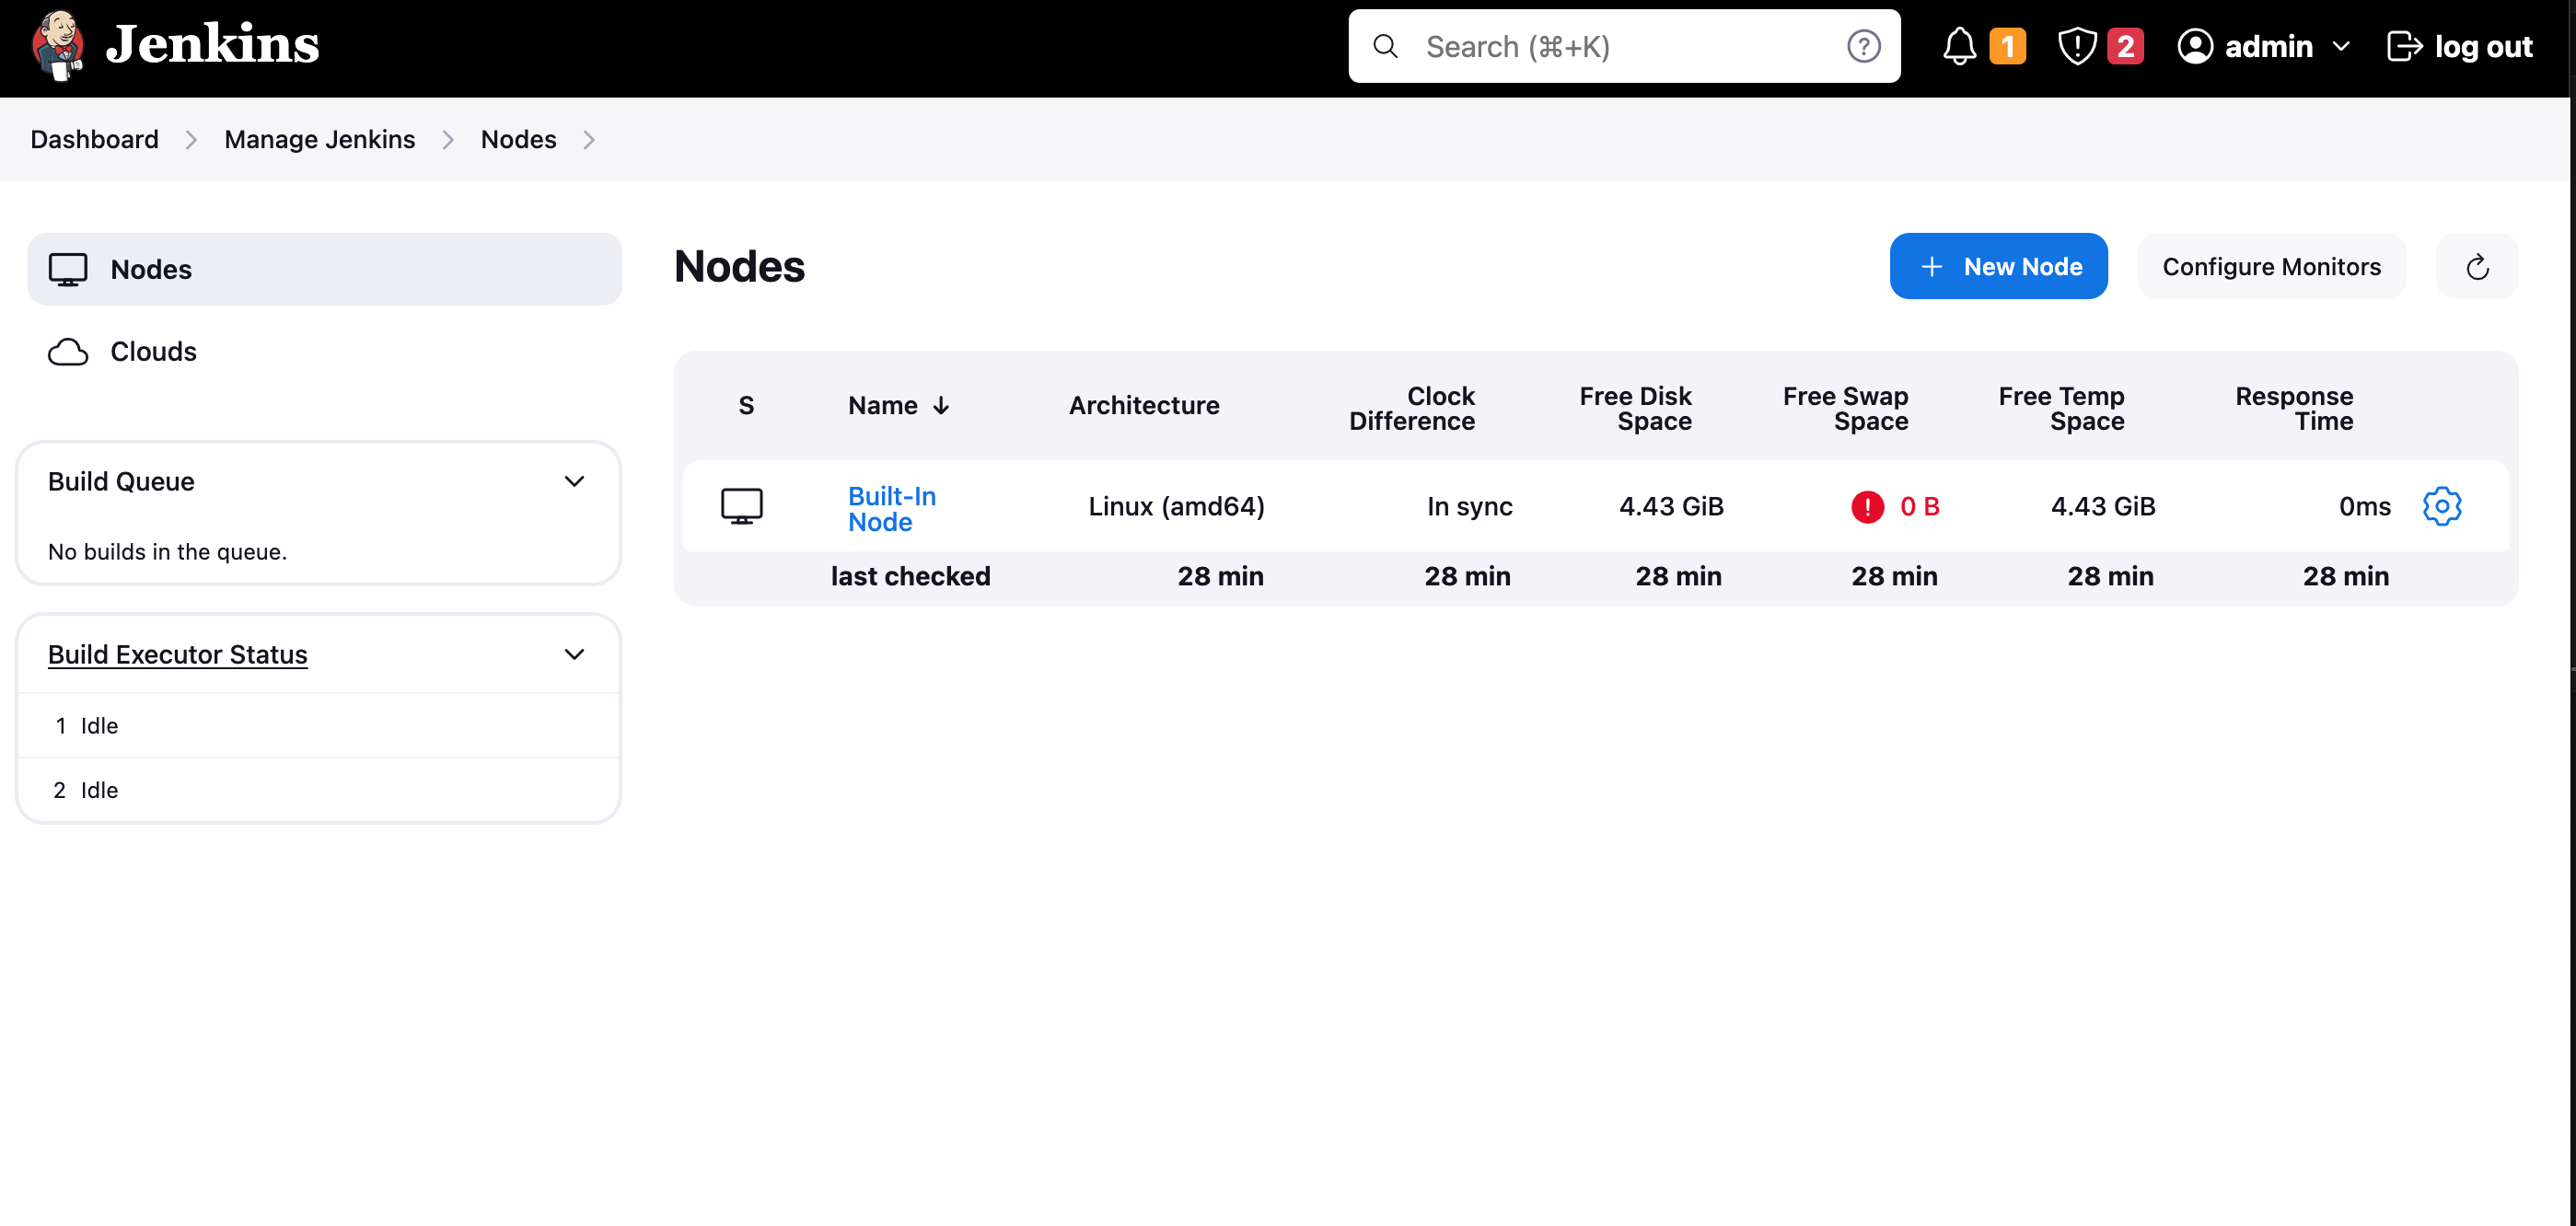 Jenkins
Search (⌘+K)
1
2
admin
log out
Dashboard
Manage Jenkins
Nodes
Nodes
Clouds
Build Queue
No builds in the queue.
Build Executor Status
1 Idle
2 Idle
Nodes
New Node
Configure Monitors
S Name ↓ Architecture Clock Difference Free Disk Space Free Swap Space Free Temp Space Response Time
Built-In Node Linux (amd64) In sync 4.43 GiB 0 B 4.43 GiB 0ms
last checked 28 min 28 min 28 min 28 min 28 min 28 min